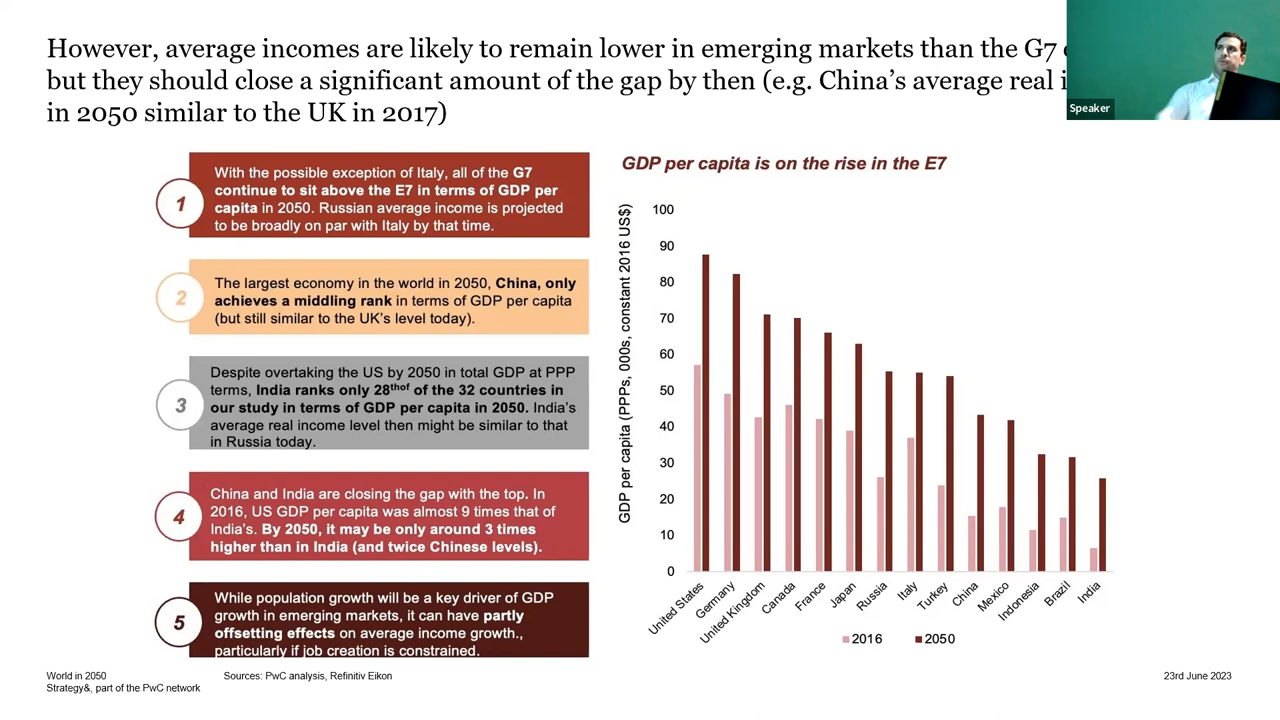 However, average incomes are likely to remain lower in emerging markets than the G7
but they should close a significant amount of the gap by then (e.g. China's average real
in 2050 similar to the UK in 2017)
Speaker
1
With the possible exception of Italy, all of the G7
continue to sit above the E7 in terms of GDP per
capita in 2050. Russian average income is projected
to be broadly on par with Italy by that time.
2
The largest economy in the world in 2050, China, only
achieves a middling rank in terms of GDP per capita
(but still similar to the UK's level today).
3
Despite overtaking the US by 2050 in total GDP at PPP
terms, India ranks only 28thof of the 32 countries in
our study in terms of GDP per capita in 2050. India's
average real income level then might be similar to that
in Russia today.
4
China and India are closing the gap with the top. In
2016, US GDP per capita was almost 9 times that of
India's. By 2050, it may be only around 3 times
higher than in India (and twice Chinese levels).
5
While population growth will be a key driver of GDP
growth in emerging markets, it can have partly
offsetting effects on average income growth.,
particularly if job creation is constrained.
GDP per capita is on the rise in the E7
GDP per capita (PPPs, 000s, constant 2016 US$)
100
90
80
70
60
50
40
30
20
10
0
United States
Germany
United Kingdom
Canada
France
Japan
Russia
Italy
Turkey
China
Mexico
Indonesia
Brazil
India
2016
2050
World in 2050
Strategy&, part of the PwC network
Sources: PwC analysis, Refinitiv Eikon
23rd June 2023